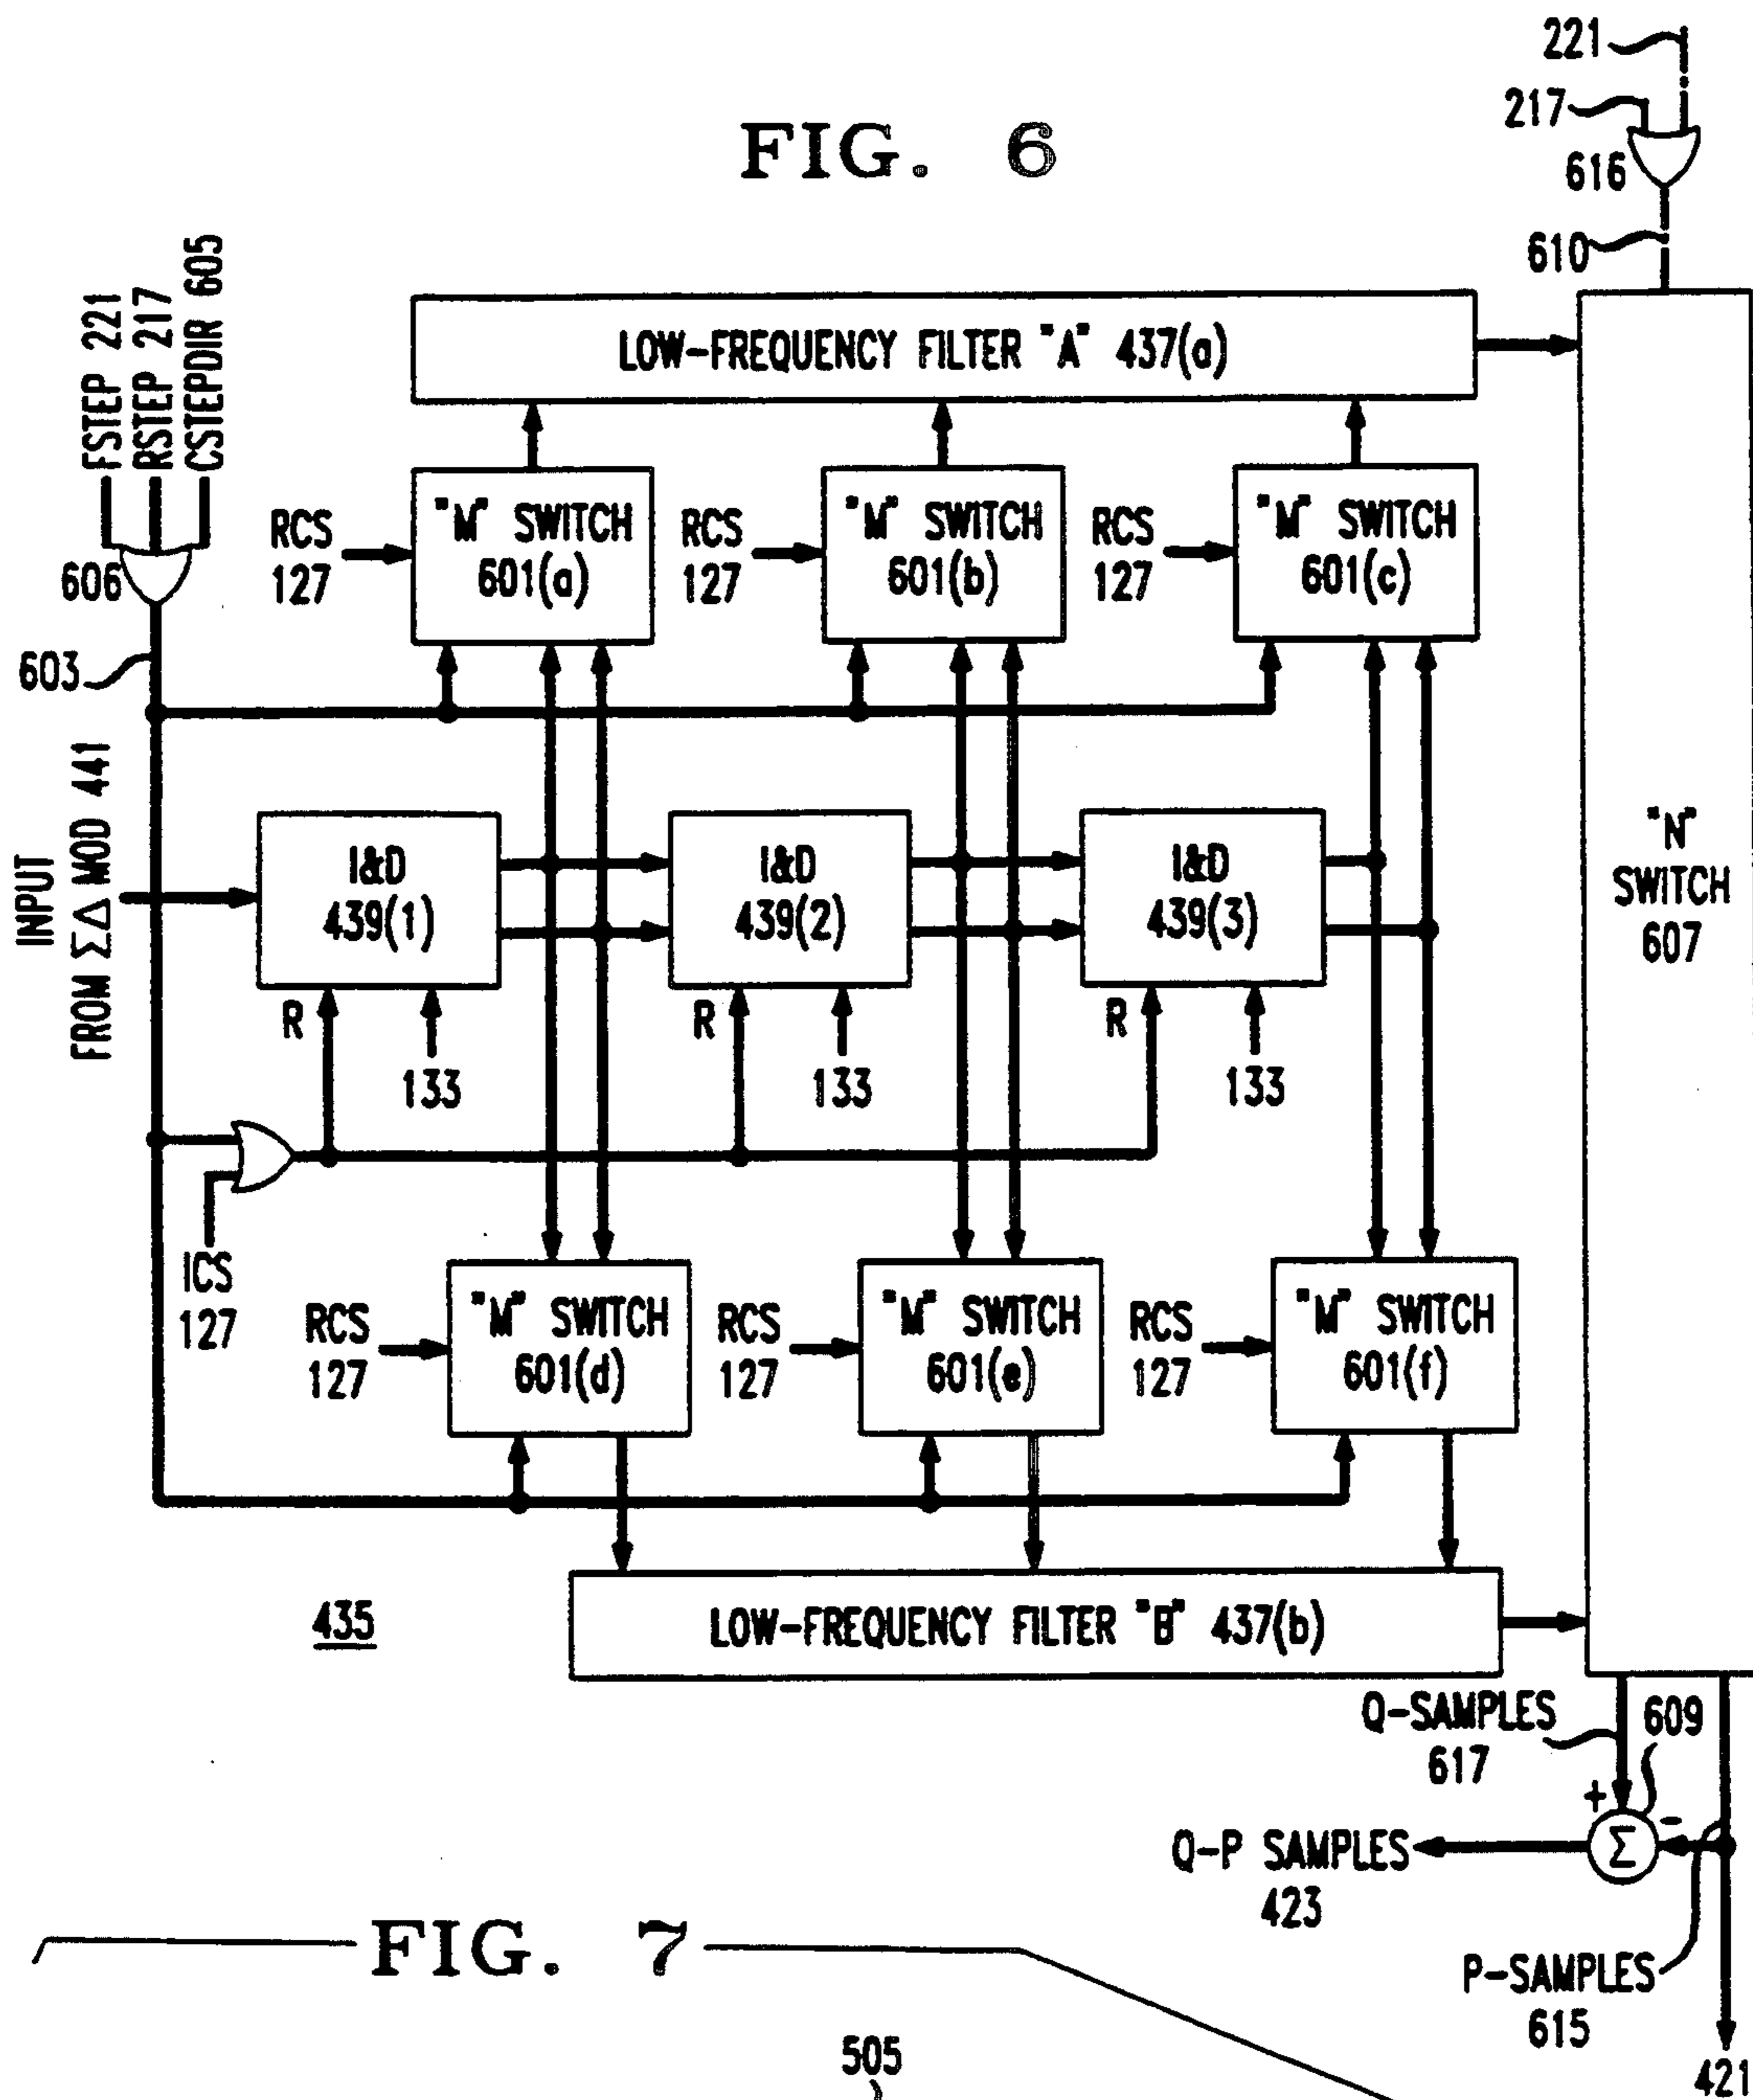 FIG. 6
221
217
616
610
FSTEP 221
RSTEP 217
CSTEPDIR 605
606
603
LOW-FREQUENCY FILTER "A" 437(a)
RCS
127
"M" SWITCH
601(a)
RCS
127
"M" SWITCH
601(b)
RCS
127
"M" SWITCH
601(c)
INPUT
FROM ΣΔ MOD 441
I&D
439(1)
I&D
439(2)
I&D
439(3)
"N"
SWITCH
607
R
133
R
133
R
133
ICS
127
RCS
127
"M" SWITCH
601(d)
RCS
127
"M" SWITCH
601(e)
RCS
127
"M" SWITCH
601(f)
435
LOW-FREQUENCY FILTER "B" 437(b)
Q-SAMPLES
617
609
+
-
Σ
Q-P SAMPLES
423
P-SAMPLES
615
421
FIG. 7
505